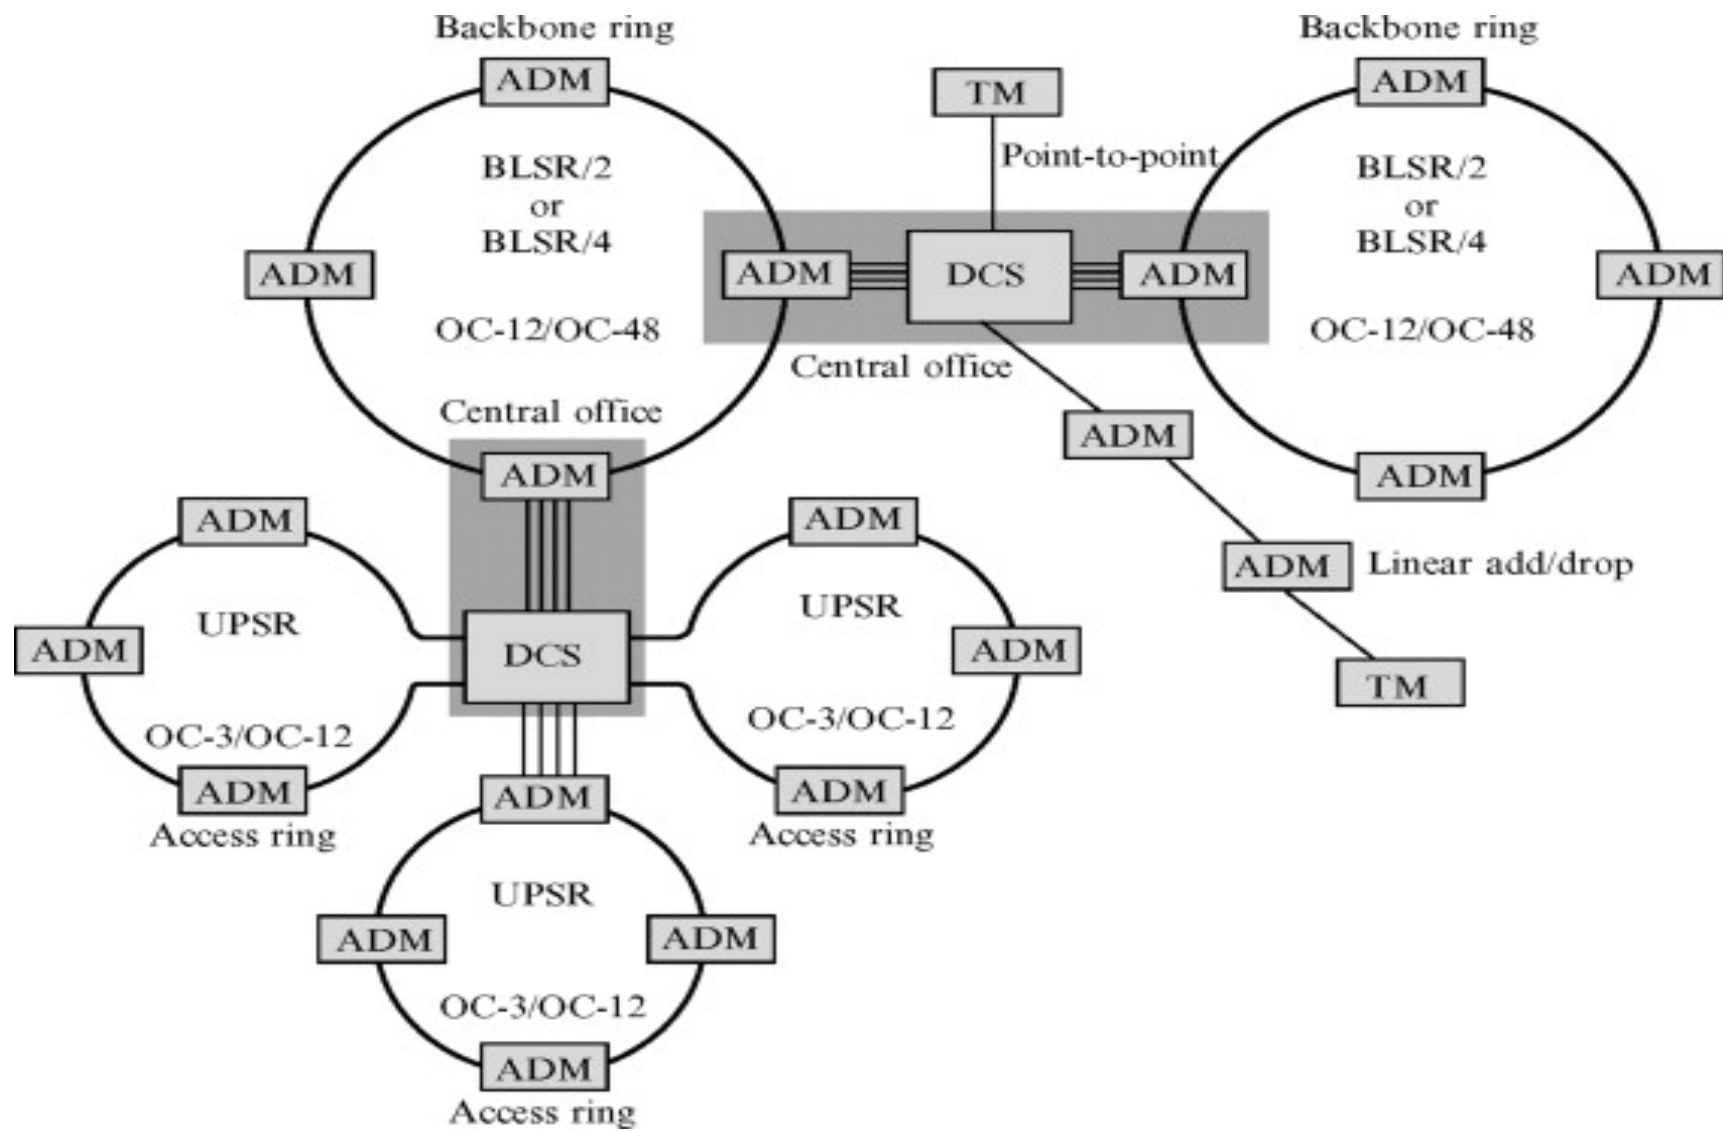 Backbone ring
Backbone ring
ADM
TM
ADM
Point-to-point
BLSR/2
or
BLSR/4
BLSR/2
or
BLSR/4
ADM
ADM
DCS
ADM
ADM
OC-12/OC-48
OC-12/OC-48
Central office
Central office
ADM
ADM
ADM
ADM
ADM
ADM
ADM
Linear add/drop
UPSR
UPSR
ADM
DCS
ADM
TM
OC-3/OC-12
OC-3/OC-12
ADM
ADM
ADM
Access ring
Access ring
UPSR
ADM
ADM
OC-3/OC-12
ADM
Access ring